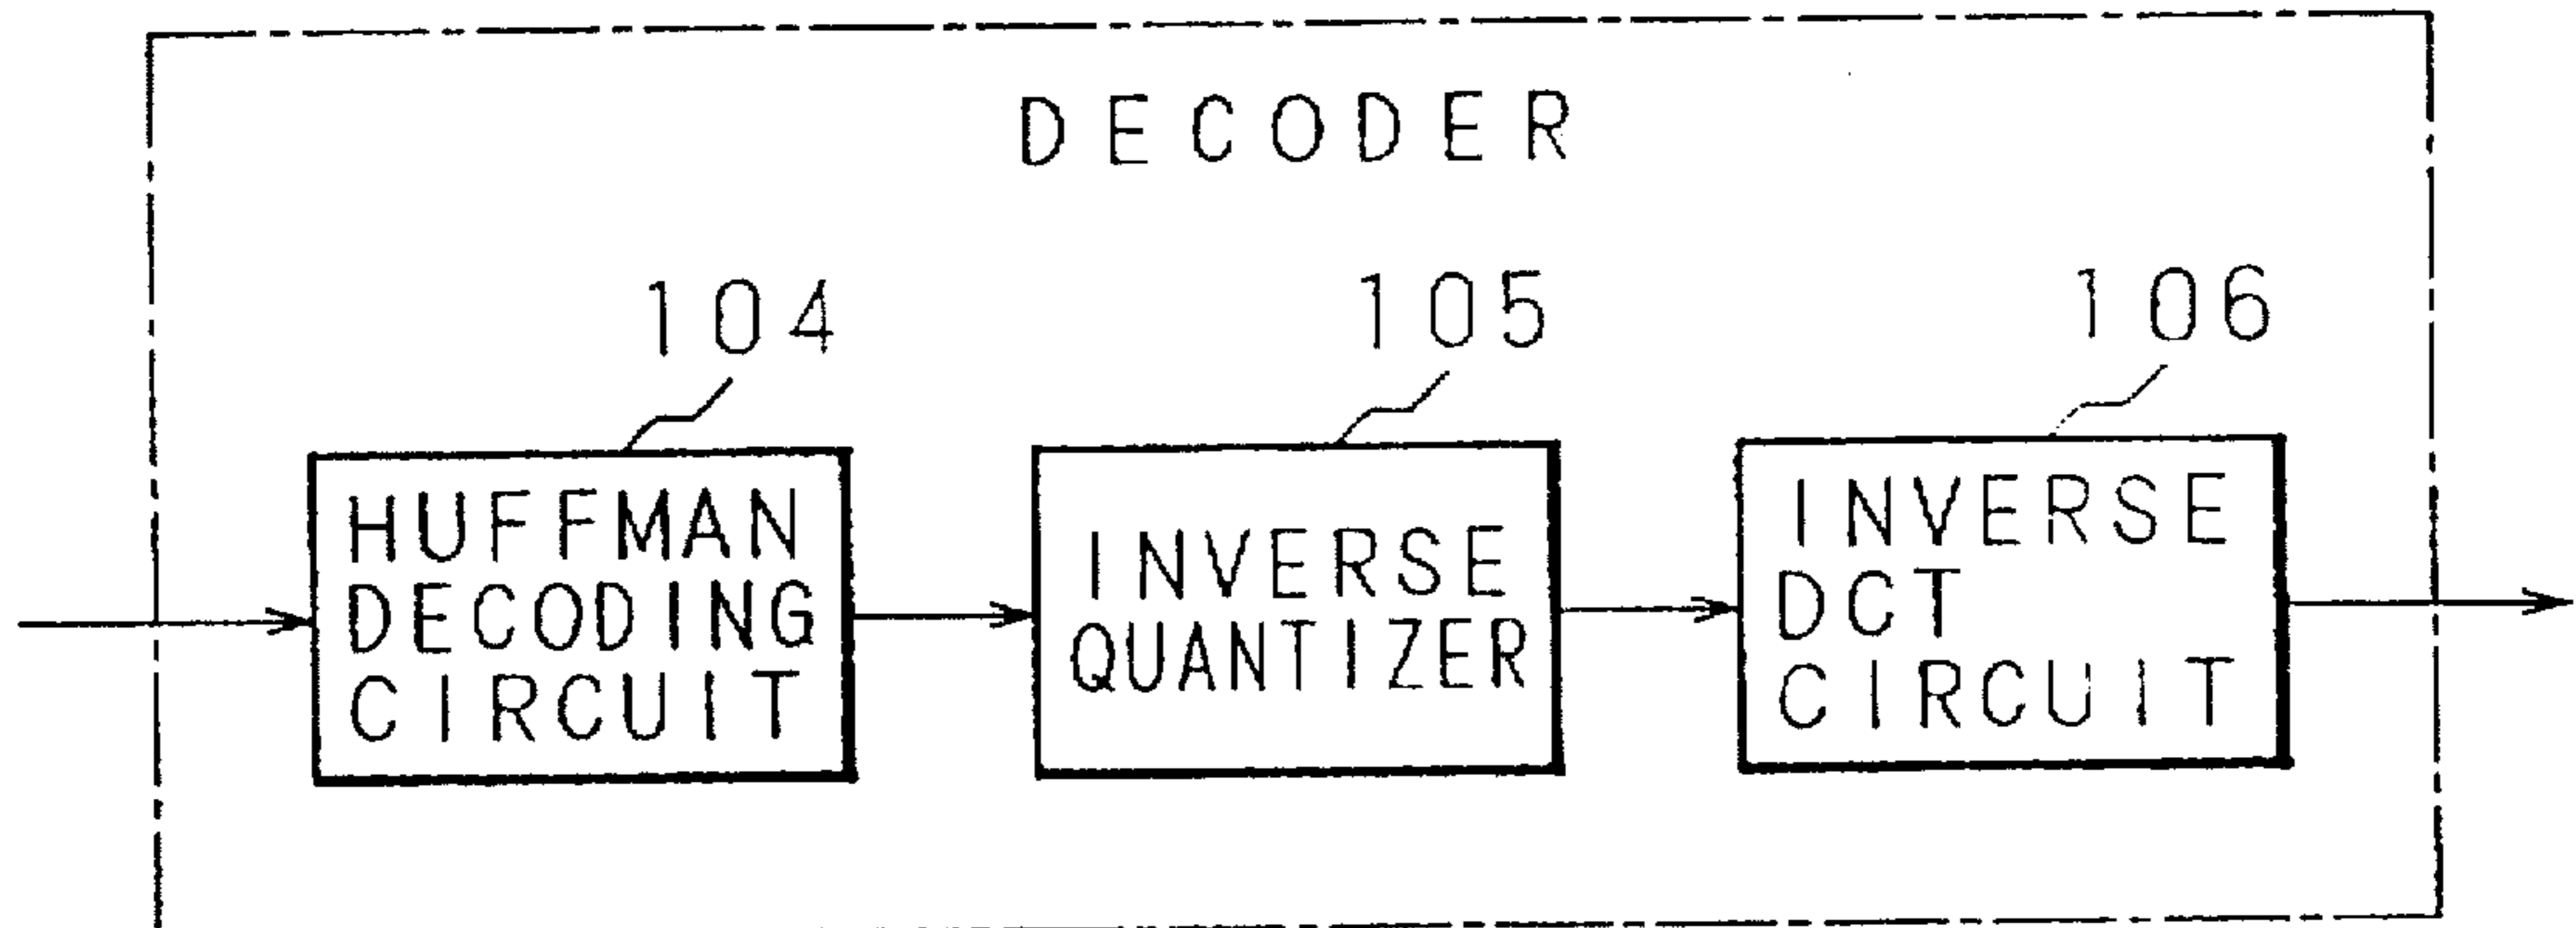 DECODER
104
105
106
HUFFMAN
DECODING
CIRCUIT
INVERSE
QUANTIZER
INVERSE
DCT
CIRCUIT